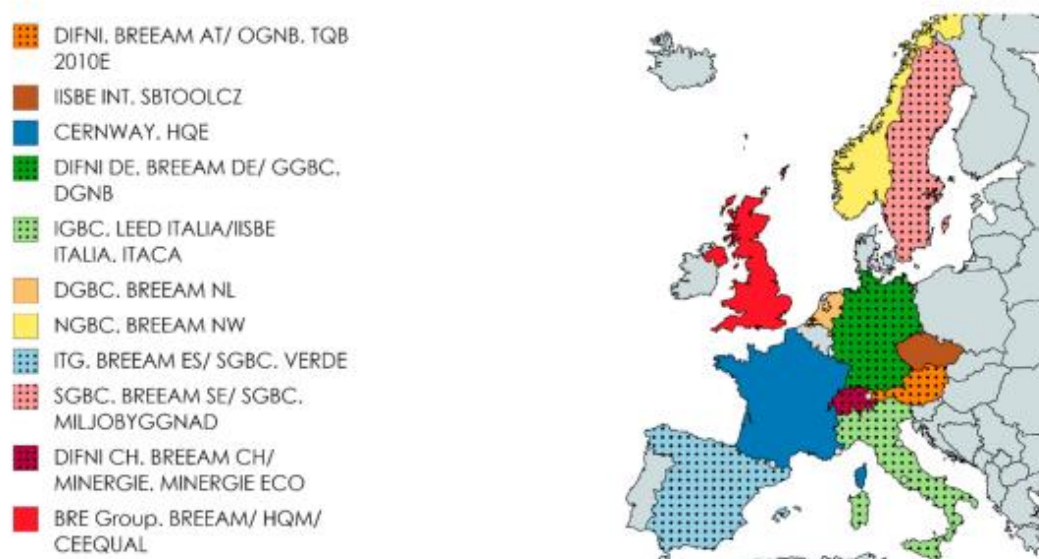 DIFNI. BREEAM AT/ OGNB. TQB
2010E
IISBE INT. SBTOOLCZ
CERNWAY. HQE
DIFNI DE. BREEAM DE/ GGBC.
DGNB
IGBC. LEED ITALIA/IISBE
ITALIA. ITACA
DGBC. BREEAM NL
NGBC. BREEAM NW
ITG. BREEAM ES/ SGBC. VERDE
SGBC. BREEAM SE/ SGBC.
MILJOBYGGNAD
DIFNI CH. BREEAM CH/
MINERGIE. MINERGIE ECO
BRE Group. BREEAM/ HQM/
CEEQUAL